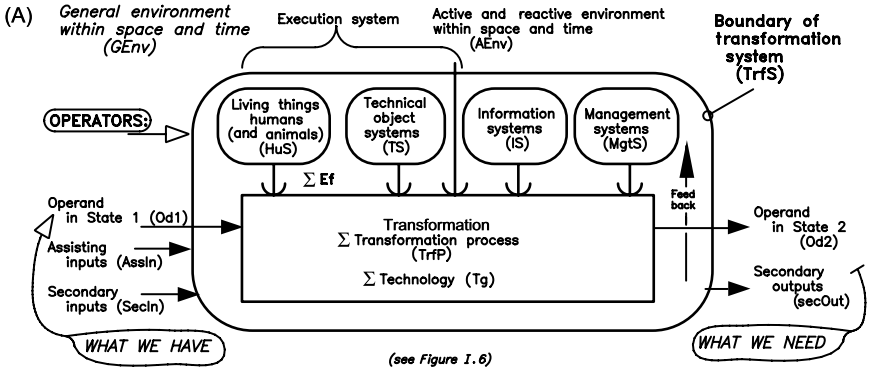 (A)
General environment
within space and time
(GEnv)
Execution system
Active and reactive environment
within space and time
(AEnv)
Boundary of
transformation
system
(TrfS)
OPERATORS:
Living things
humans
(and animals)
(HuS)
Technical
object
systems
(TS)
Information
systems
(IS)
Management
systems
(MgtS)
Σ Ef
Feed
back
Operand
in State 1 (Od1)
Assisting
inputs (AssIn)
Secondary
inputs (SecIn)
Transformation
Σ Transformation process
(TrfP)
Σ Technology (Tg)
Operand
in State 2
(Od2)
Secondary
outputs
(secOut)
WHAT WE HAVE
WHAT WE NEED
(see Figure I.6)